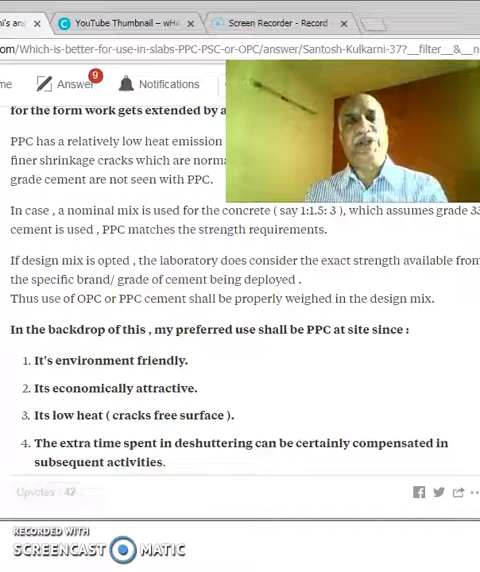 YouTube Thumbnail – wHA
Screen Recorder - Record
om/Which-is-better-for-use-in-slabs-PPC-PSC-or-OPC/answer/Santosh-Kulkarni-37?__filter__&__n
me Answer 9 Notifications
for the form work gets extended by a
PPC has a relatively low heat emission
finer shrinkage cracks which are norma
grade cement are not seen with PPC.
In case , a nominal mix is used for the concrete ( say 1:1.5: 3 ), which assumes grade 33
cement is used , PPC matches the strength requirements.
If design mix is opted , the laboratory does consider the exact strength available from
the specific brand/ grade of cement being deployed .
Thus use of OPC or PPC cement shall be properly weighed in the design mix.
In the backdrop of this , my preferred use shall be PPC at site since :
1. It's environment friendly.
2. Its economically attractive.
3. Its low heat ( cracks free surface ).
4. The extra time spent in deshuttering can be certainly compensated in
subsequent activities.
Upvotes 42
RECORDED WITH
SCREENCAST MATIC